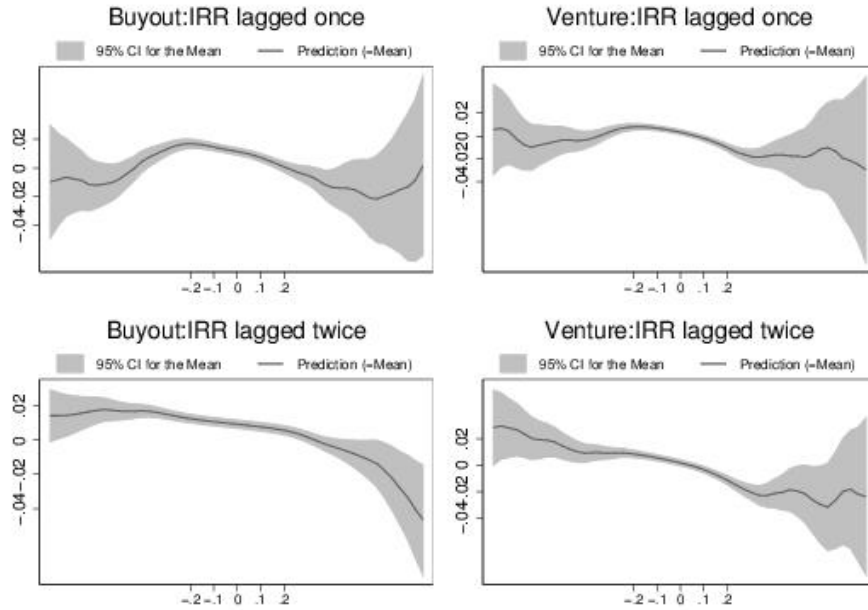 Buyout:IRR lagged once
95% CI for the Mean Prediction (=Mean)
.02
0
-.02
-.04
-.2 -.1 0 .1 .2
Venture:IRR lagged once
95% CI for the Mean Prediction (=Mean)
.02
0
-.02
-.04
-.2 -.1 0 .1 .2
Buyout:IRR lagged twice
95% CI for the Mean Prediction (=Mean)
.02
0
-.02
-.04
-.2 -.1 0 .1 .2
Venture:IRR lagged twice
95% CI for the Mean Prediction (=Mean)
.02
0
-.02
-.04
-.2 -.1 0 .1 .2